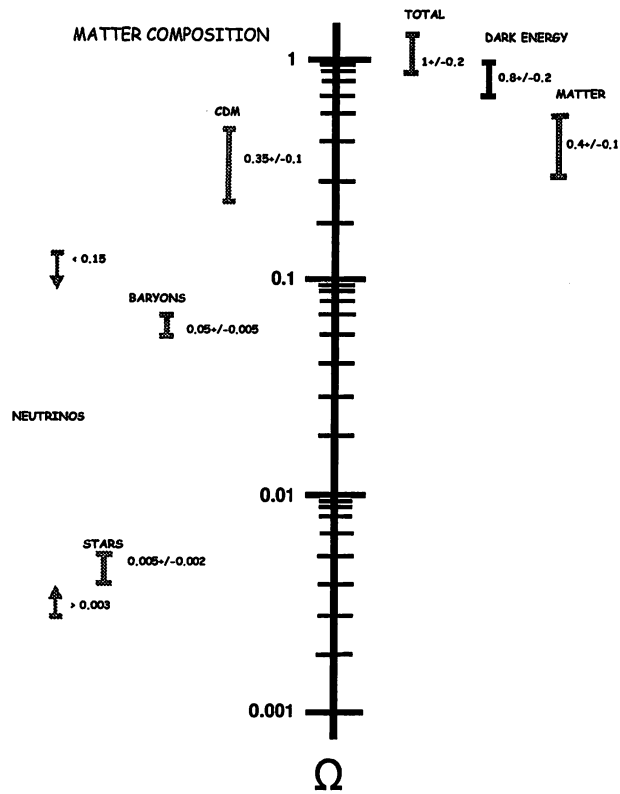 MATTER COMPOSITION
TOTAL
1+/-0.2
DARK ENERGY
0.8+/-0.2
MATTER
0.4+/-0.1
CDM
0.35+/-0.1
< 0.15
BARYONS
0.05+/-0.005
NEUTRINOS
STARS
0.005+/-0.002
> 0.003
1
0.1
0.01
0.001
Ω